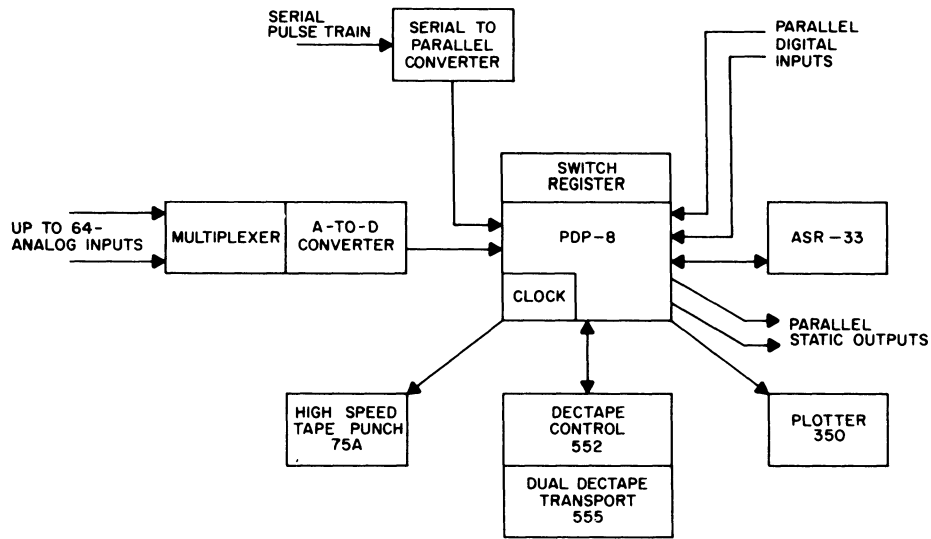 SERIAL
PULSE TRAIN
SERIAL TO
PARALLEL
CONVERTER
PARALLEL
DIGITAL
INPUTS
SWITCH
REGISTER
UP TO 64-
ANALOG INPUTS
MULTIPLEXER
A-TO-D
CONVERTER
PDP-8
ASR-33
CLOCK
PARALLEL
STATIC OUTPUTS
HIGH SPEED
TAPE PUNCH
75A
DECTAPE
CONTROL
552
PLOTTER
350
DUAL DECTAPE
TRANSPORT
555